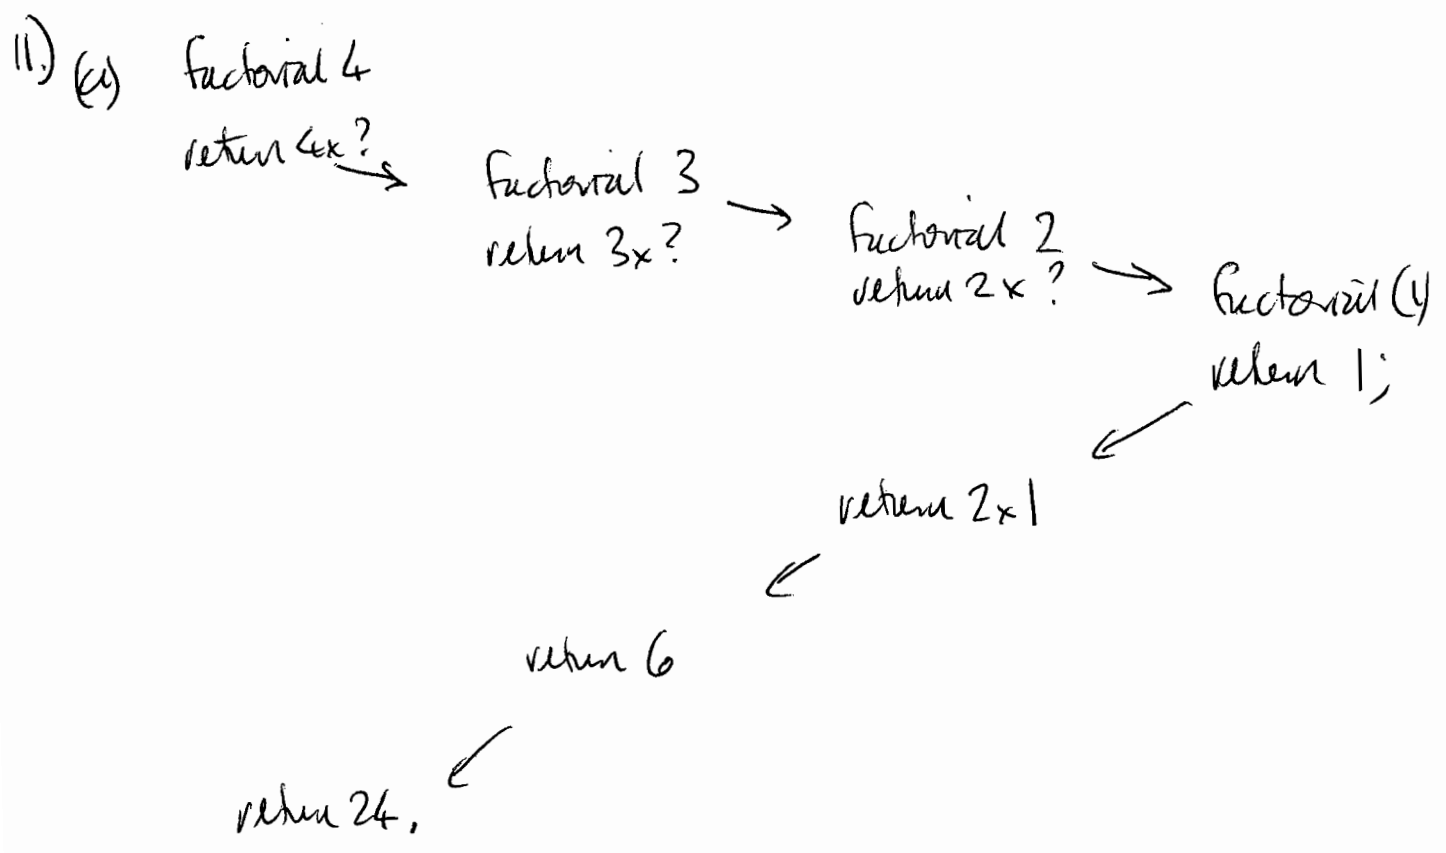 11.) (a) factorial 4
return 4x?
factorial 3
return 3x?
factorial 2
return 2x?
factorial (1)
return 1;
return 2x1
return 6
return 24.